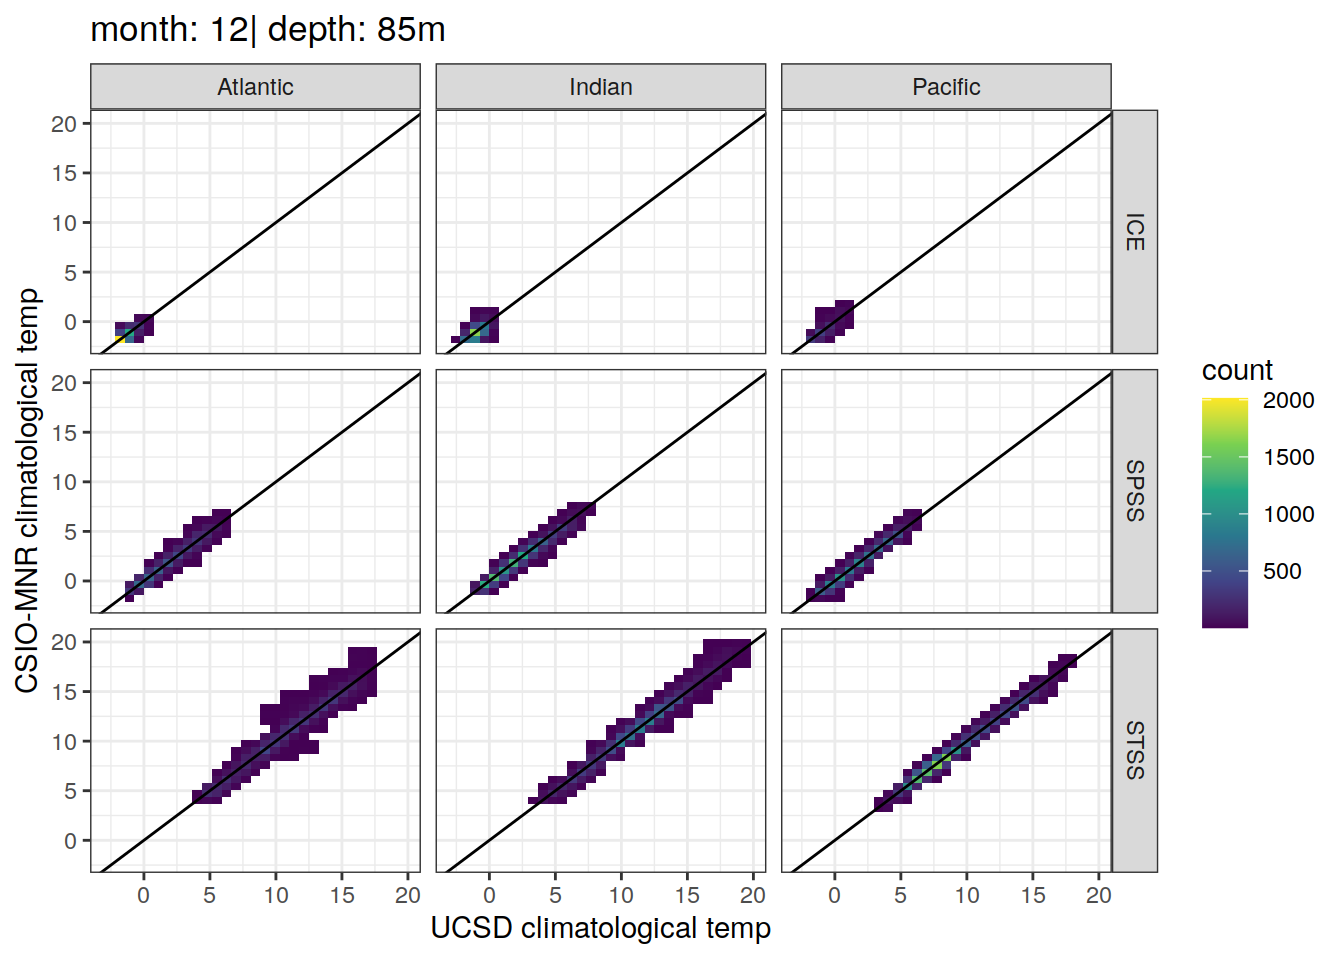 month: 12| depth: 85m
Atlantic
Indian
Pacific
20
15
10
5
0
ICE
20
15
10
5
0
SPSS
20
15
10
5
0
STSS
0 5 10 15 20
0 5 10 15 20
0 5 10 15 20
UCSD climatological temp
CSIO-MNR climatological temp
count
2000
1500
1000
500